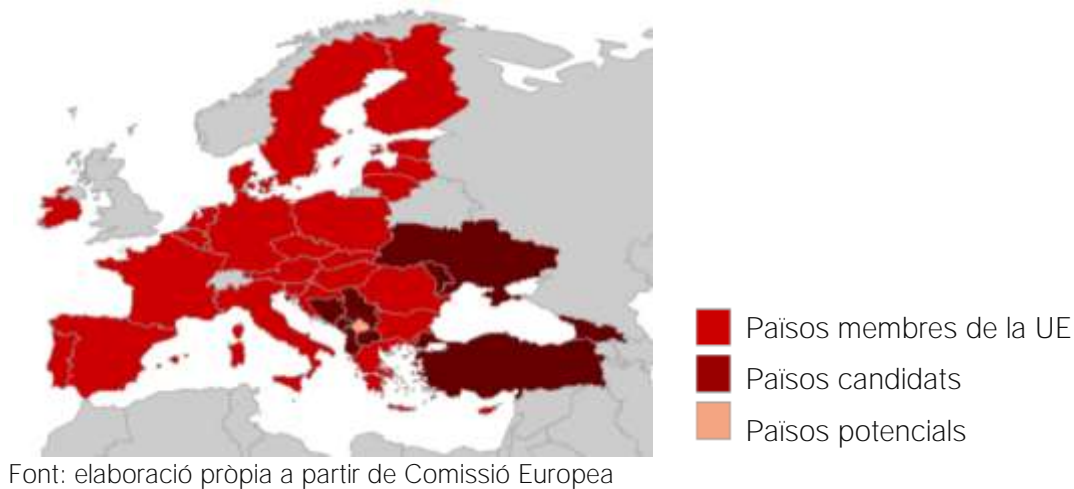 Països membres de la UE
Països candidats
Països potencials
Font: elaboració pròpia a partir de Comissió Europea